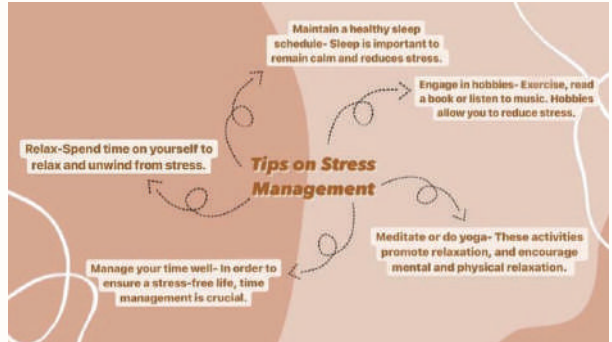 Maintain a healthy sleep
schedule- Sleep is important to
remain calm and reduces stress.
Engage in hobbies- Exercise, read
a book or listen to music. Hobbies
allow you to reduce stress.
Relax-Spend time on yourself to
relax and unwind from stress.
Tips on Stress
Management
Meditate or do yoga- These activities
promote relaxation, and encourage
mental and physical relaxation.
Manage your time well- In order to
ensure a stress-free life, time
management is crucial.